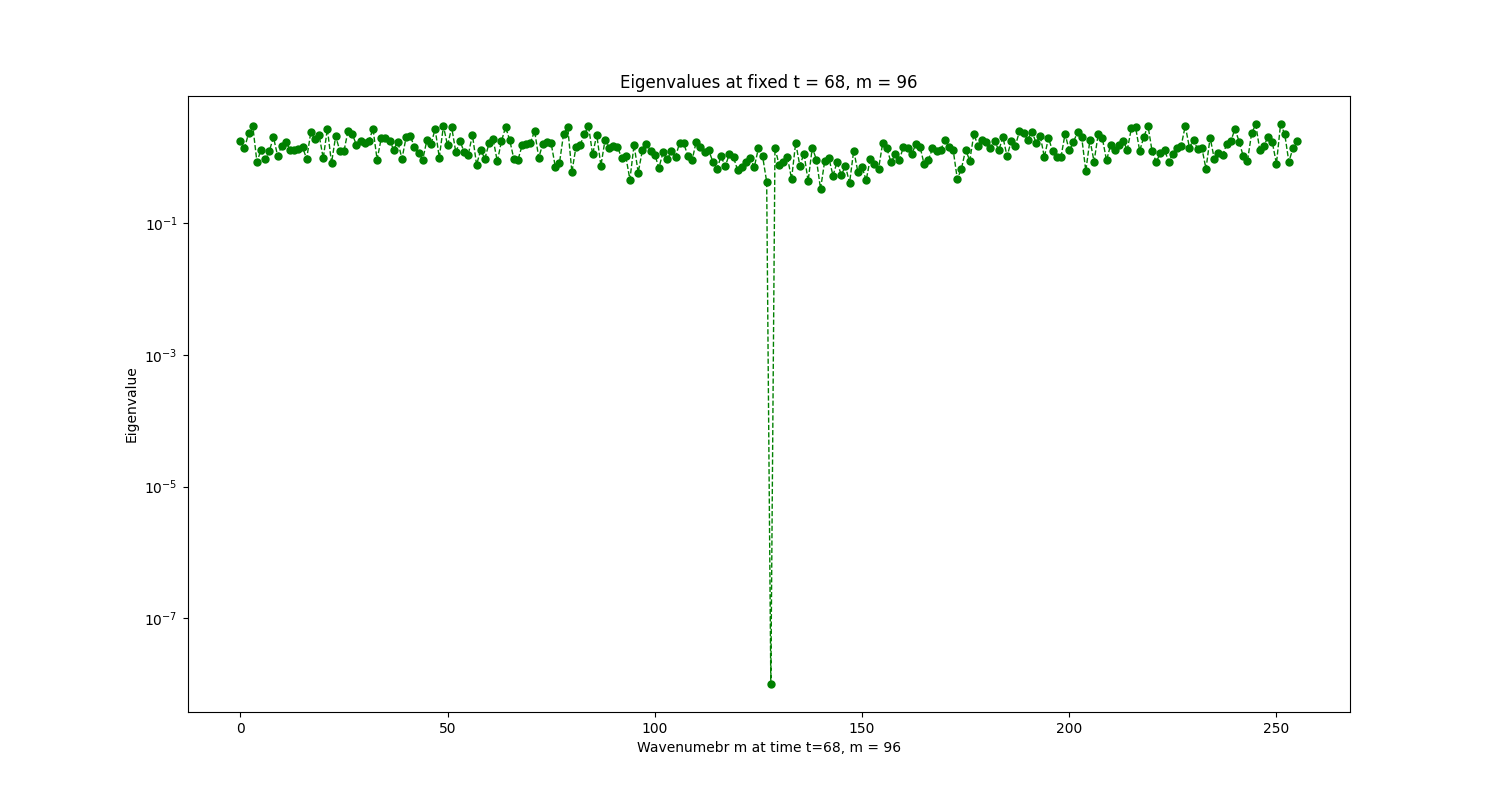 Eigenvalues at fixed t = 68, m = 96
Eigenvalue
10⁻¹
10⁻³
10⁻⁵
10⁻⁷
0 50 100 150 200 250
Wavenumebr m at time t=68, m = 96